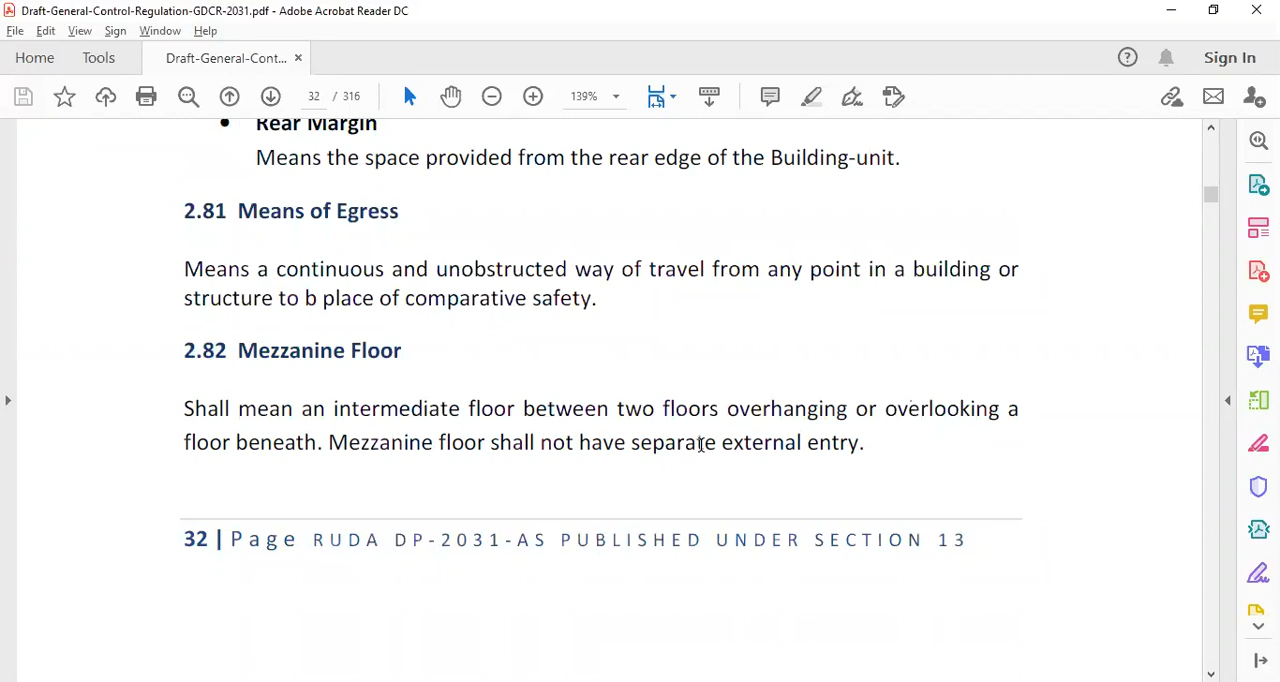 Draft-General-Control-Regulation-GDCR-2031.pdf - Adobe Acrobat Reader DC
File Edit View Sign Window Help
Home Tools Draft-General-Cont... × Sign In
32 / 316 139%
• Rear Margin
Means the space provided from the rear edge of the Building-unit.
2.81 Means of Egress
Means a continuous and unobstructed way of travel from any point in a building or
structure to b place of comparative safety.
2.82 Mezzanine Floor
Shall mean an intermediate floor between two floors overhanging or overlooking a
floor beneath. Mezzanine floor shall not have separate external entry.
32 | Page RUDA DP-2031-AS PUBLISHED UNDER SECTION 13